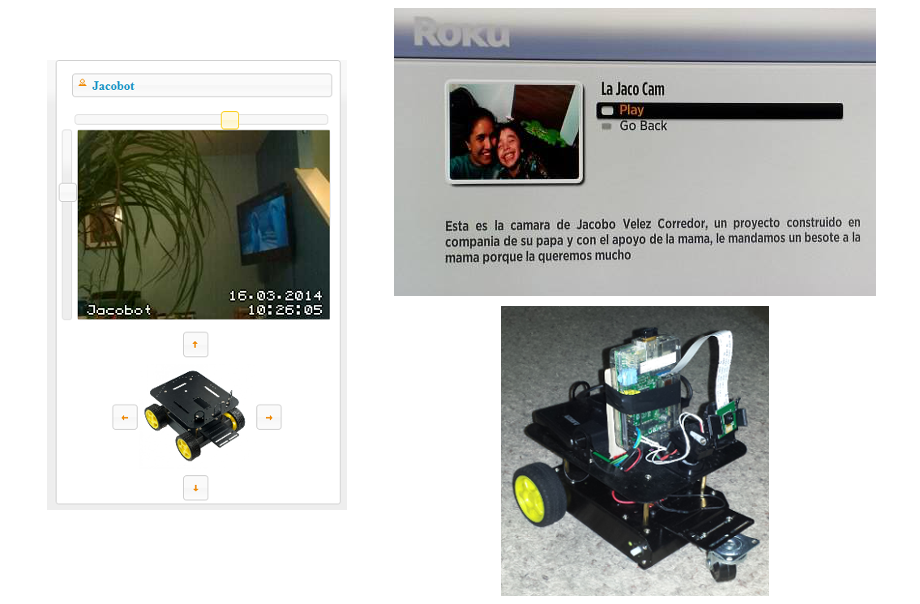 Jacobot
16.03.2014
Jacobot
10:26:05
Roku
La Jaco Cam
Play
Go Back
Esta es la camara de Jacobo Velez Corredor, un proyecto construido en
compania de su papa y con el apoyo de la mama, le mandamos un besote a la
mama porque la queremos mucho